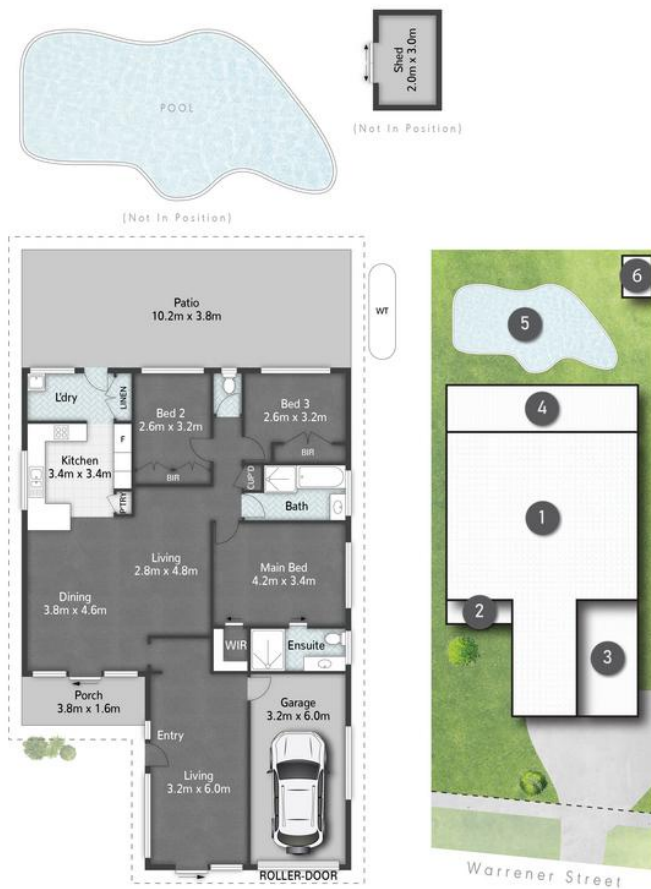 POOL
Shed
2.0m x 3.0m
(Not In Position)
(Not In Position)
Patio
10.2m x 3.8m
WT
L'dry
LINEN
Bed 2
2.6m x 3.2m
BIR
Bed 3
2.6m x 3.2m
BIR
Kitchen
3.4m x 3.4m
F
P'TRY
CUP'D
Bath
Living
2.8m x 4.8m
Main Bed
4.2m x 3.4m
Dining
3.8m x 4.6m
WIR
Ensuite
Porch
3.8m x 1.6m
Garage
3.2m x 6.0m
Entry
Living
3.2m x 6.0m
ROLLER-DOOR
6
5
4
1
2
3
Warrener Street